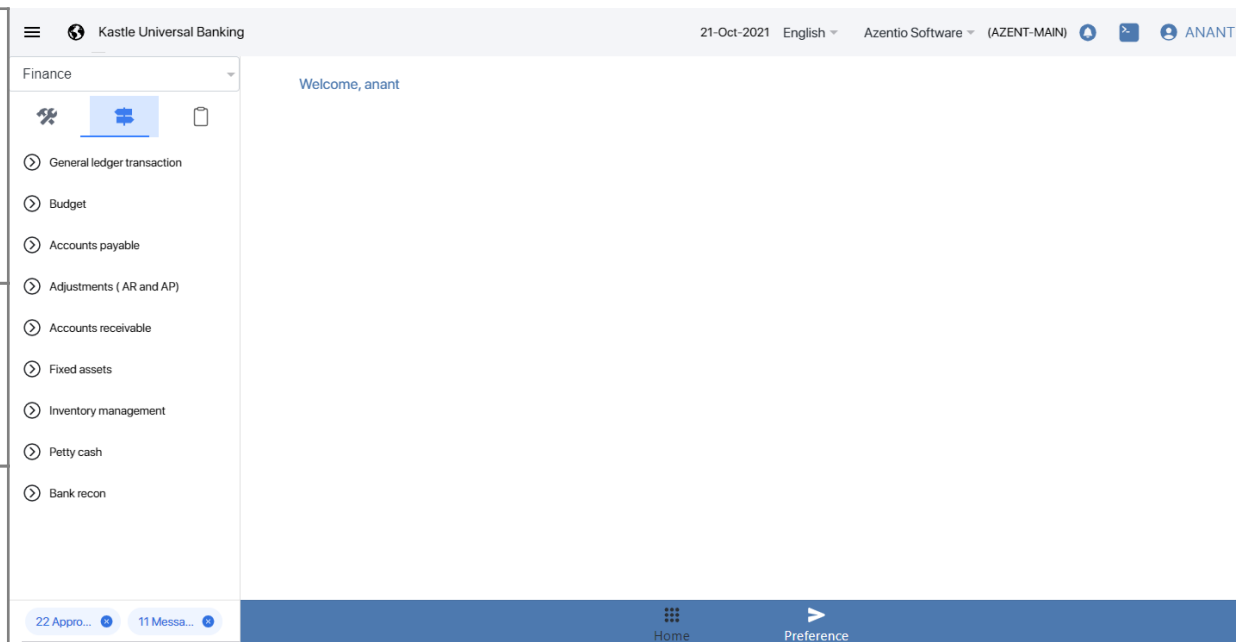 Kastle Universal Banking
21-Oct-2021 English Azentio Software (AZENT-MAIN) ANANT
Finance
Welcome, anant
General ledger transaction
Budget
Accounts payable
Adjustments ( AR and AP)
Accounts receivable
Fixed assets
Inventory management
Petty cash
Bank recon
22 Appro... 11 Messa...
Home Preference